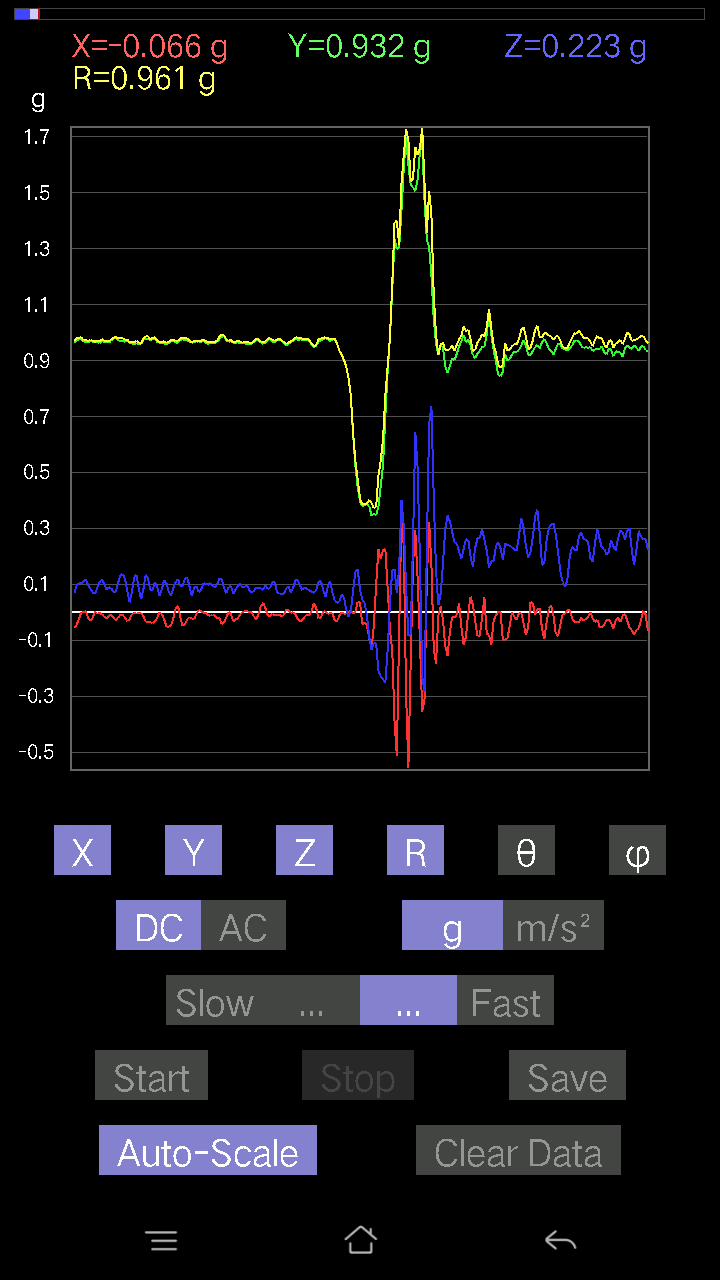 X=-0.066 g Y=0.932 g Z=0.223 g
R=0.961 g
g
1.7
1.5
1.3
1.1
0.9
0.7
0.5
0.3
0.1
-0.1
-0.3
-0.5
X Y Z R θ φ
DC AC g m/s²
Slow ... ... Fast
Start Stop Save
Auto-Scale Clear Data